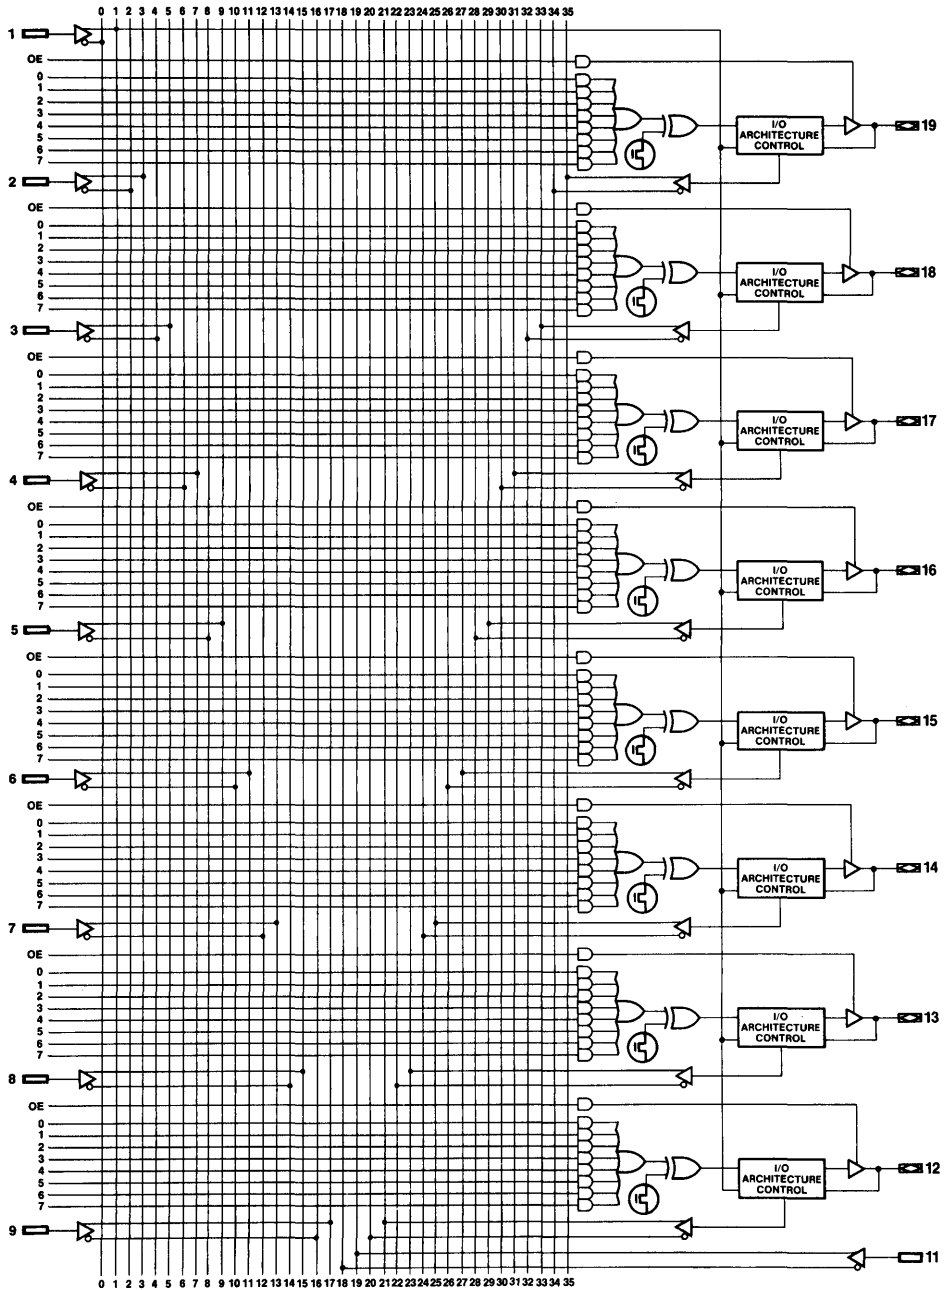 0 1 2 3 4 5 6 7 8 9 10 11 12 13 14 15 16 17 18 19 20 21 22 23 24 25 26 27 28 29 30 31 32 33 34 35
1
OE
0
1
2
3
4
5
6
7
I/O
ARCHITECTURE
CONTROL
19
2
OE
0
1
2
3
4
5
6
7
I/O
ARCHITECTURE
CONTROL
18
3
OE
0
1
2
3
4
5
6
7
I/O
ARCHITECTURE
CONTROL
17
4
OE
0
1
2
3
4
5
6
7
I/O
ARCHITECTURE
CONTROL
16
5
OE
0
1
2
3
4
5
6
7
I/O
ARCHITECTURE
CONTROL
15
6
OE
0
1
2
3
4
5
6
7
I/O
ARCHITECTURE
CONTROL
14
7
OE
0
1
2
3
4
5
6
7
I/O
ARCHITECTURE
CONTROL
13
8
OE
0
1
2
3
4
5
6
7
I/O
ARCHITECTURE
CONTROL
12
9
11
0 1 2 3 4 5 6 7 8 9 10 11 12 13 14 15 16 17 18 19 20 21 22 23 24 25 26 27 28 29 30 31 32 33 34 35